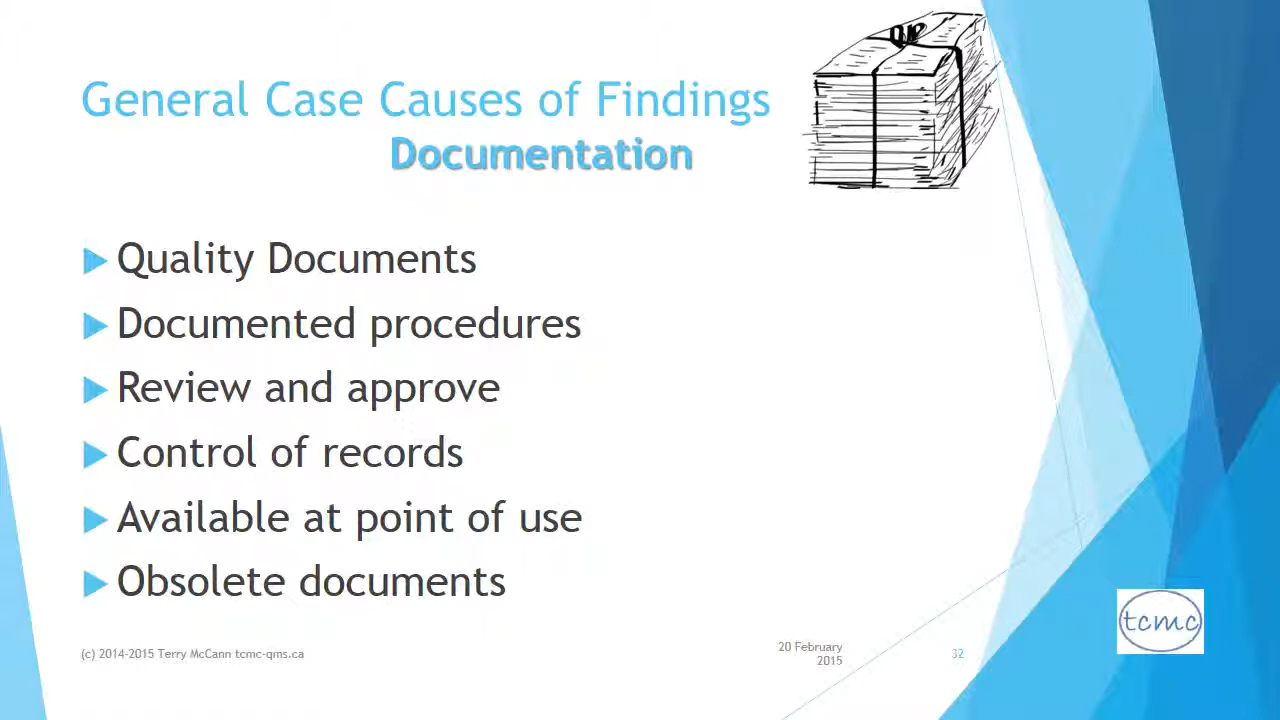 General Case Causes of Findings
Documentation
Quality Documents
Documented procedures
Review and approve
Control of records
Available at point of use
Obsolete documents
(c) 2014-2015 Terry McCann tcmc-qms.ca
20 February
2015
32
tcmc